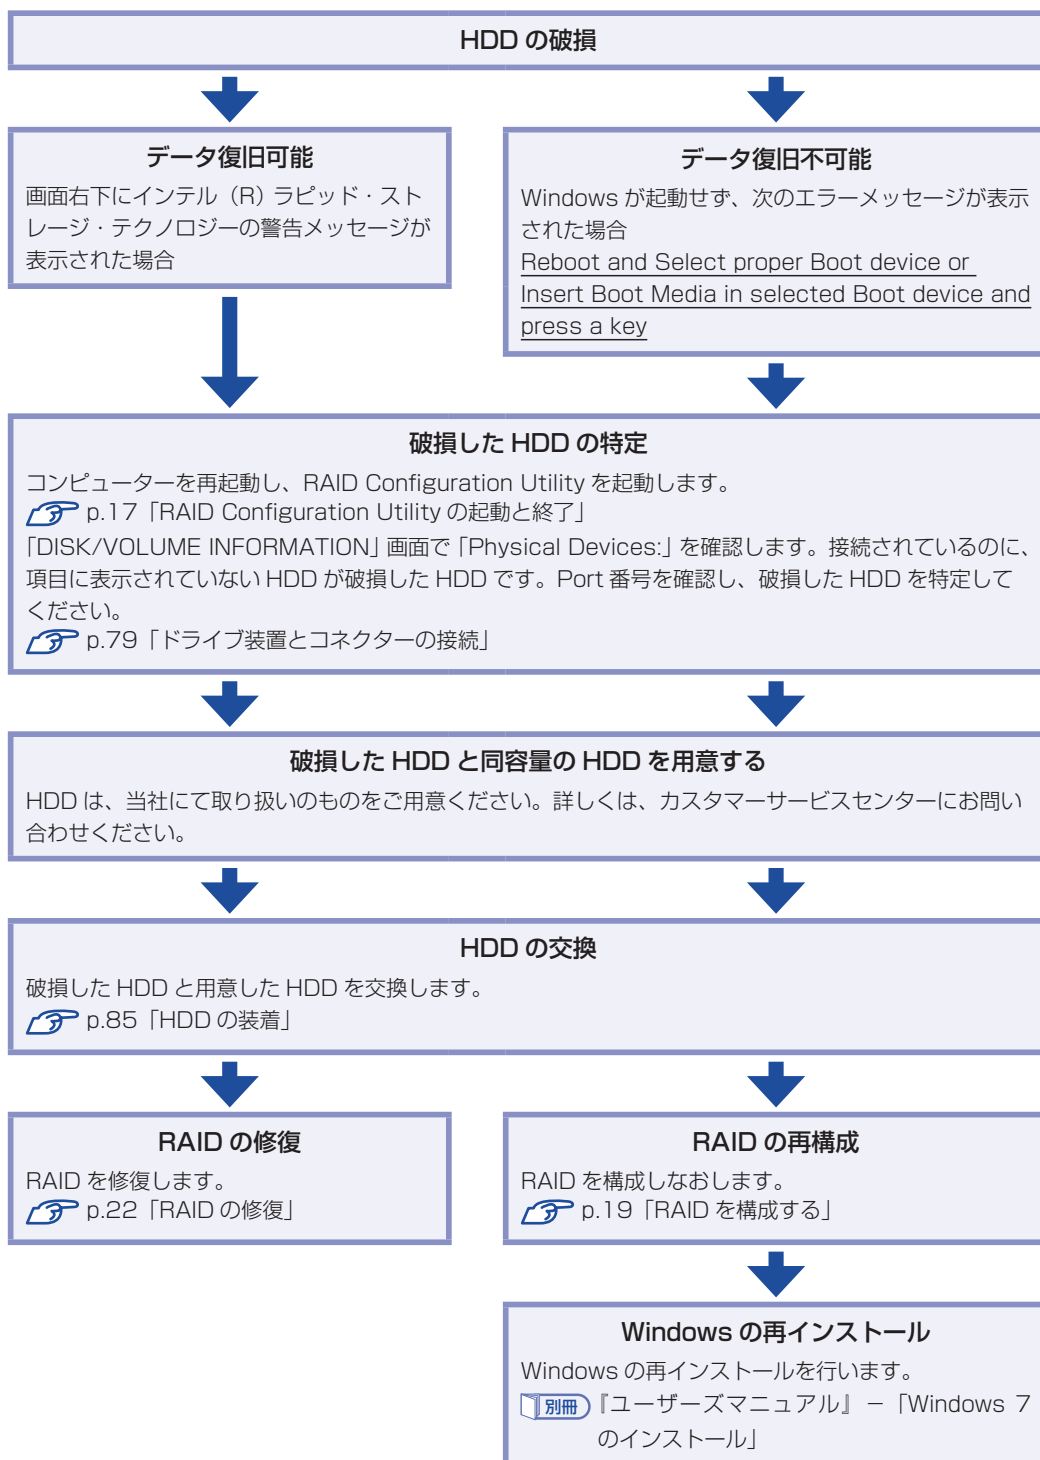 HDD の破損
データ復旧可能
画面右下にインテル（R）ラピッド・スト
レージ・テクノロジーの警告メッセージが
表示された場合
データ復旧不可能
Windows が起動せず、次のエラーメッセージが表示
された場合
Reboot and Select proper Boot device or
Insert Boot Media in selected Boot device and
press a key
破損した HDD の特定
コンピューターを再起動し、RAID Configuration Utility を起動します。
p.17「RAID Configuration Utility の起動と終了」
「DISK/VOLUME INFORMATION」画面で「Physical Devices:」を確認します。接続されているのに、
項目に表示されていない HDD が破損した HDD です。Port 番号を確認し、破損した HDD を特定して
ください。
p.79「ドライブ装置とコネクターの接続」
破損した HDD と同容量の HDD を用意する
HDD は、当社にて取り扱いのものをご用意ください。詳しくは、カスタマーサービスセンターにお問い
合わせください。
HDD の交換
破損した HDD と用意した HDD を交換します。
p.85「HDD の装着」
RAID の修復
RAID を修復します。
p.22「RAID の修復」
RAID の再構成
RAID を構成しなおします。
p.19「RAID を構成する」
Windows の再インストール
Windows の再インストールを行います。
別冊『ユーザーズマニュアル』－「Windows 7
のインストール」